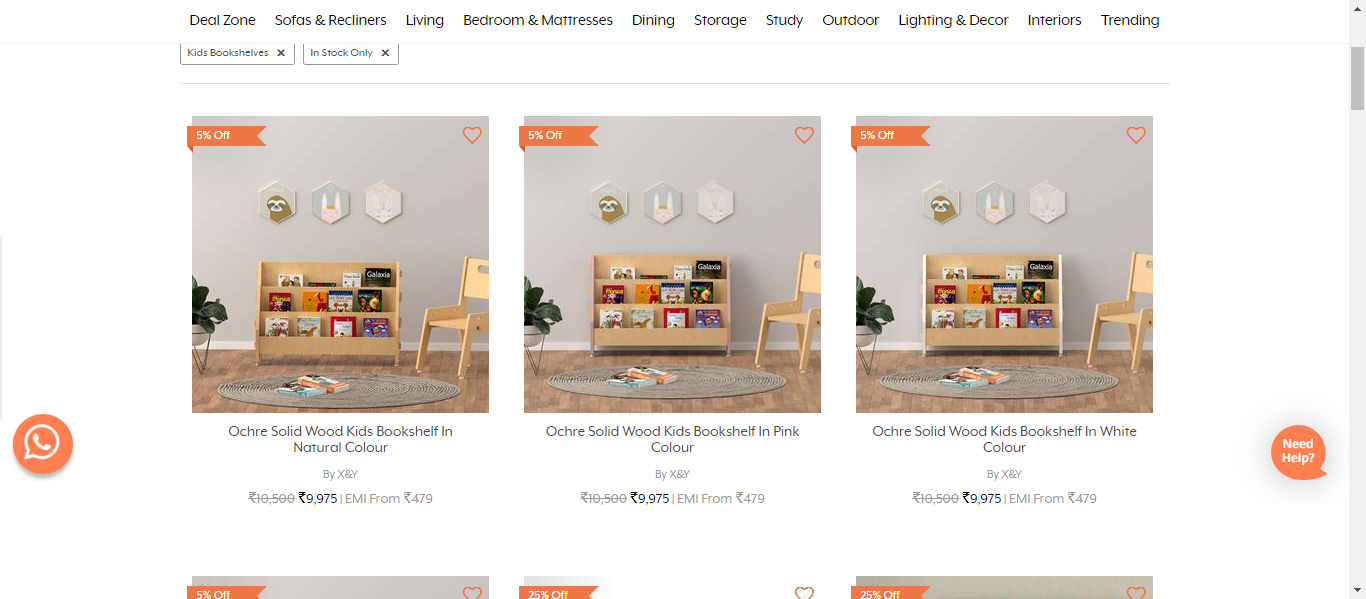 Deal Zone Sofas & Recliners Living Bedroom & Mattresses Dining Storage Study Outdoor Lighting & Decor Interiors Trending
Kids Bookshelves × In Stock Only ×
5% Off 5% Off 5% Off
Galaxia Galaxia Galaxia
Ochre Solid Wood Kids Bookshelf In
Natural Colour
By X&Y
₹10,500 ₹9,975 | EMI From ₹479
Ochre Solid Wood Kids Bookshelf In Pink
Colour
By X&Y
₹10,500 ₹9,975 | EMI From ₹479
Ochre Solid Wood Kids Bookshelf In White
Colour
By X&Y
₹10,500 ₹9,975 | EMI From ₹479
Need
Help?
5% Off 25% Off 25% Off